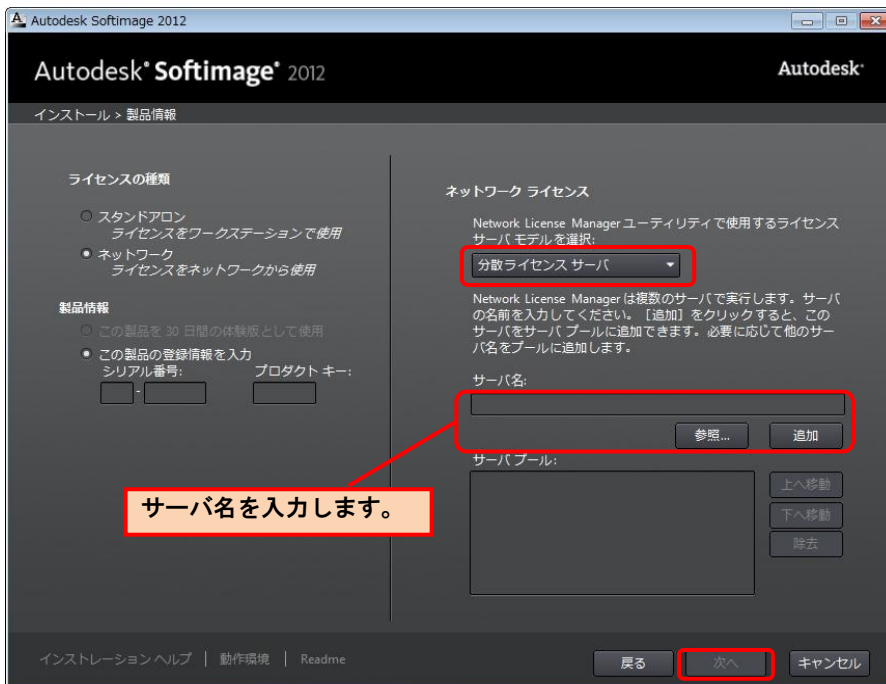 Autodesk Softimage 2012
Autodesk® Softimage® 2012
Autodesk®
インストール > 製品情報
ライセンスの種類
スタンドアロン
ライセンスをワークステーションで使用
ネットワーク
ライセンスをネットワークから使用
製品情報
この製品を 30 日間の体験版として使用
この製品の登録情報を入力
シリアル番号: プロダクト キー:
-
ネットワーク ライセンス
Network License Manager ユーティリティで使用するライセンス
サーバ モデルを選択:
分散ライセンス サーバ
Network License Manager は複数のサーバで実行します。サーバ
の名前を入力してください。［追加］をクリックすると、この
サーバをサーバ プールに追加できます。必要に応じて他のサー
バ名をプールに追加します。
サーバ名:
参照... 追加
サーバ プール:
上へ移動
下へ移動
除去
サーバ名を入力します。
インストレーション ヘルプ | 動作環境 | Readme
戻る 次へ キャンセル